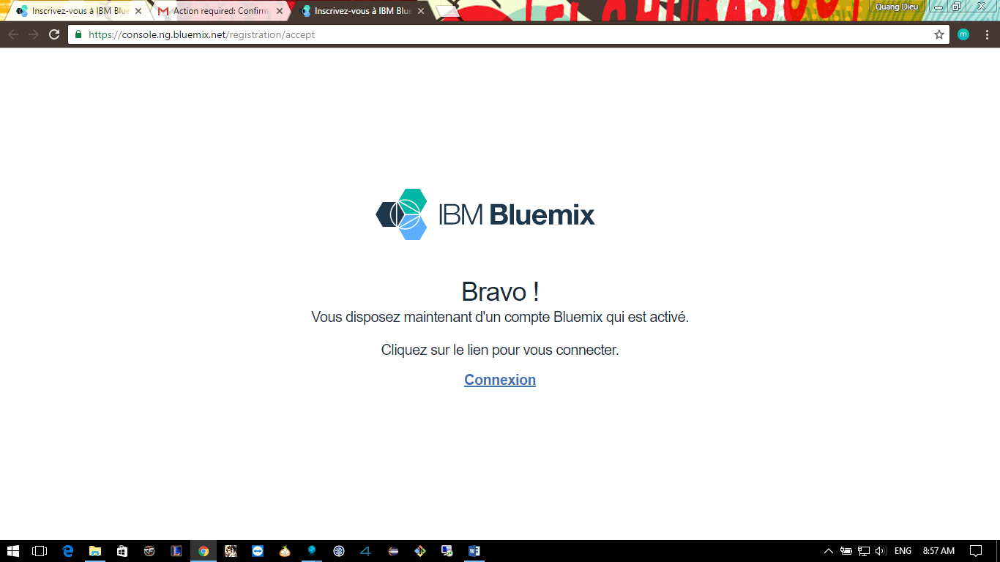 Inscrivez-vous à IBM Blue
Action required: Confirm
Inscrivez-vous à IBM Blue
Quang Dieu
https://console.ng.bluemix.net/registration/accept
m
IBM Bluemix
Bravo !
Vous disposez maintenant d'un compte Bluemix qui est activé.
Cliquez sur le lien pour vous connecter.
Connexion
ENG
8:57 AM